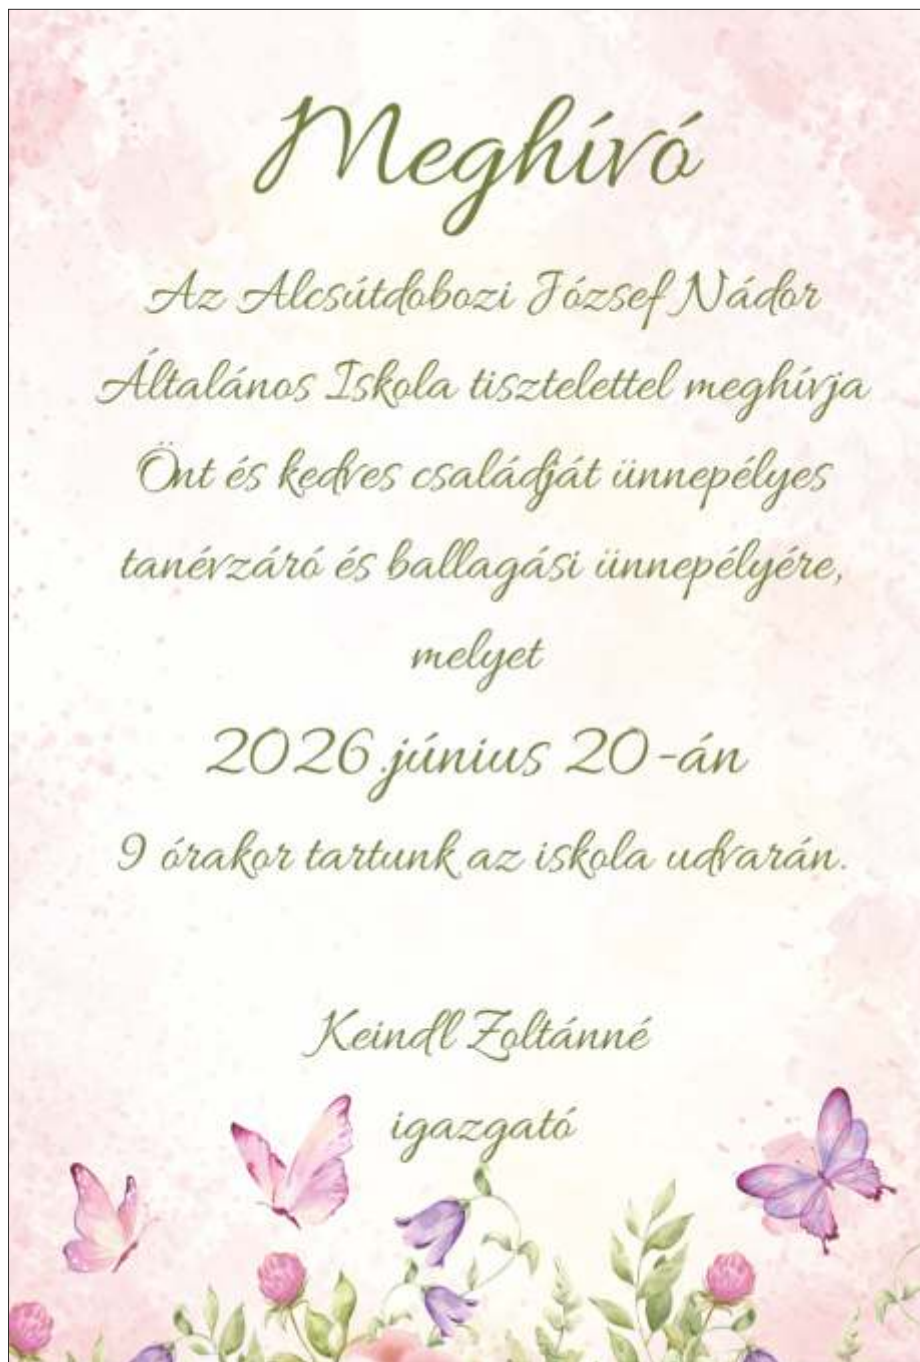 Meghívó
Az Alcsútdobozi József Nádor
Általános Iskola tisztelettel meghívja
Önt és kedves családját ünnepélyes
tanévzáró és ballagási ünnepélyére,
melyet
2026.június 20-án
9 órakor tartunk az iskola udvarán.
Keindl Zoltánné
igazgató